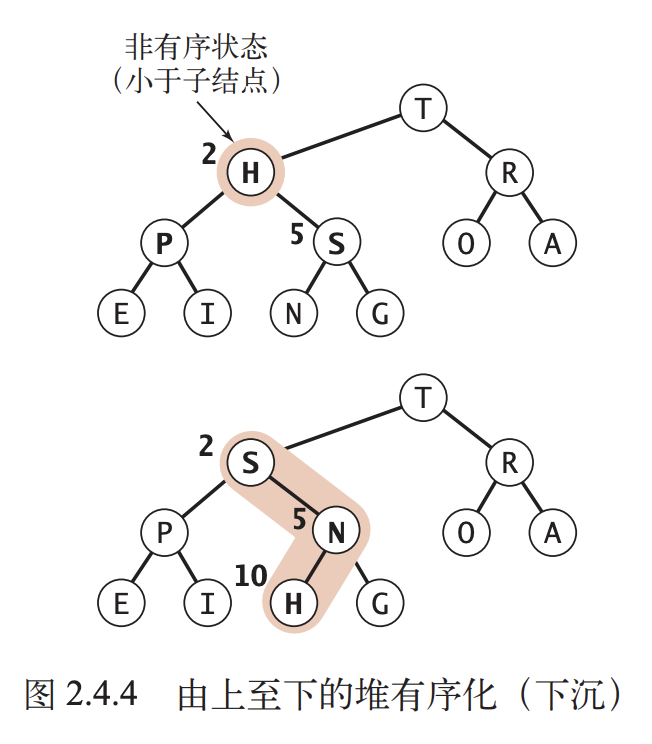 非有序状态
（小于子结点）
T
2 H R
P 5 S O A
E I N G
T
2 S R
P 5 N O A
E I 10 H G
图 2.4.4 由上至下的堆有序化（下沉）